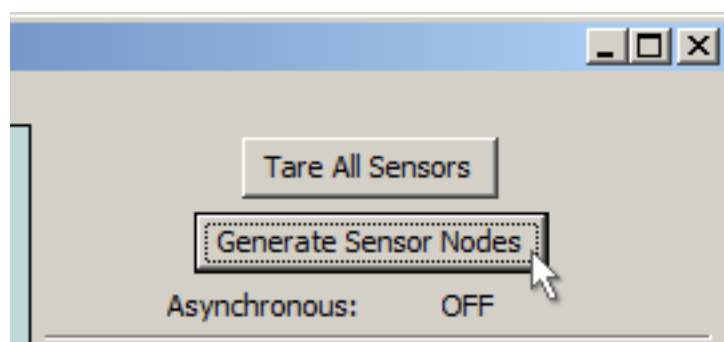 Tare All Sensors
Generate Sensor Nodes
Asynchronous: OFF